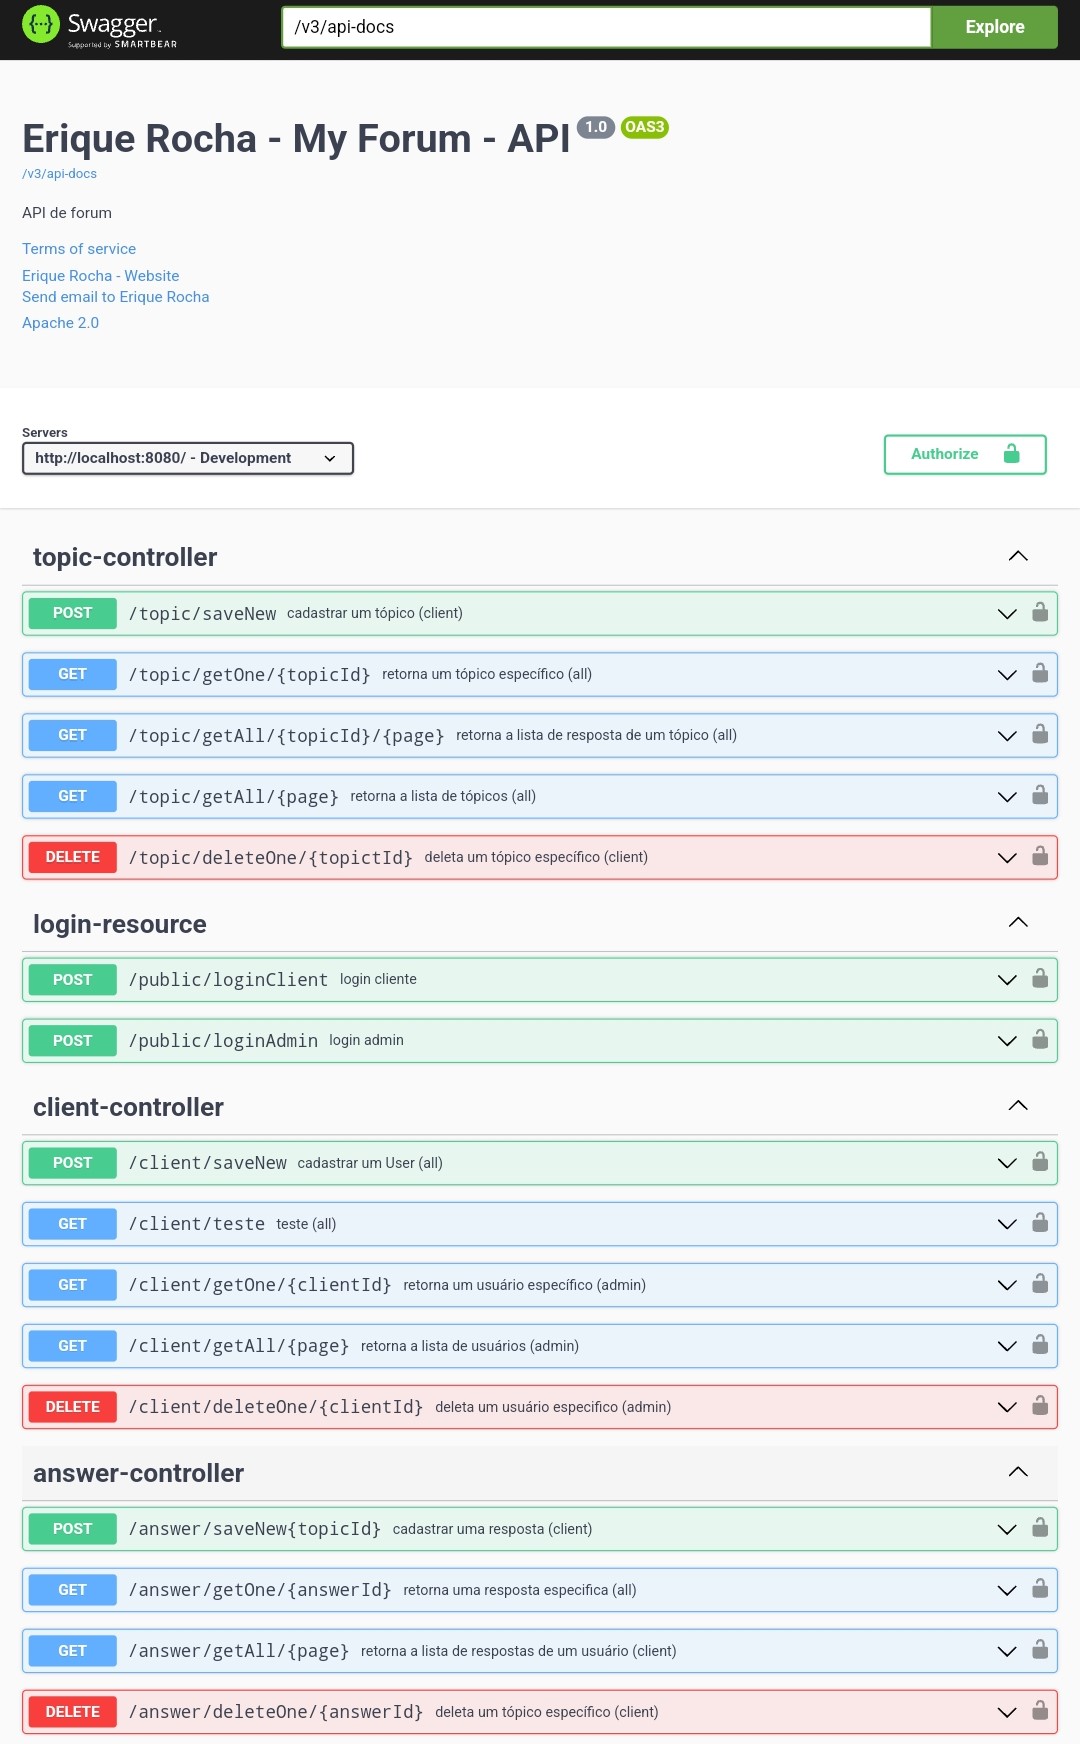 Swagger.
Supported by SMARTBEAR
/v3/api-docs
Explore
Erique Rocha - My Forum - API 1.0 OAS3
/v3/api-docs
API de forum
Terms of service
Erique Rocha - Website
Send email to Erique Rocha
Apache 2.0
Servers
http://localhost:8080/ - Development
Authorize
topic-controller
POST /topic/saveNew cadastrar um tópico (client)
GET /topic/getOne/{topicId} retorna um tópico específico (all)
GET /topic/getAll/{topicId}/{page} retorna a lista de resposta de um tópico (all)
GET /topic/getAll/{page} retorna a lista de tópicos (all)
DELETE /topic/deleteOne/{topictId} deleta um tópico específico (client)
login-resource
POST /public/loginClient login cliente
POST /public/loginAdmin login admin
client-controller
POST /client/saveNew cadastrar um User (all)
GET /client/teste teste (all)
GET /client/getOne/{clientId} retorna um usuário específico (admin)
GET /client/getAll/{page} retorna a lista de usuários (admin)
DELETE /client/deleteOne/{clientId} deleta um usuário especifico (admin)
answer-controller
POST /answer/saveNew{topicId} cadastrar uma resposta (client)
GET /answer/getOne/{answerId} retorna uma resposta especifica (all)
GET /answer/getAll/{page} retorna a lista de respostas de um usuário (client)
DELETE /answer/deleteOne/{answerId} deleta um tópico específico (client)